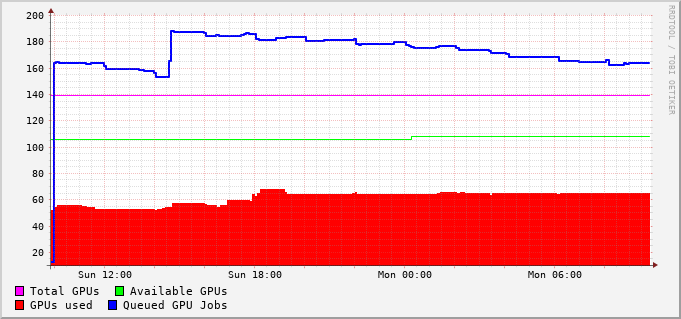 200
180
160
140
120
100
80
60
40
20
Sun 12:00 Sun 18:00 Mon 00:00 Mon 06:00
Total GPUs Available GPUs
GPUs used Queued GPU Jobs
RRDTOOL / TOBI OETIKER